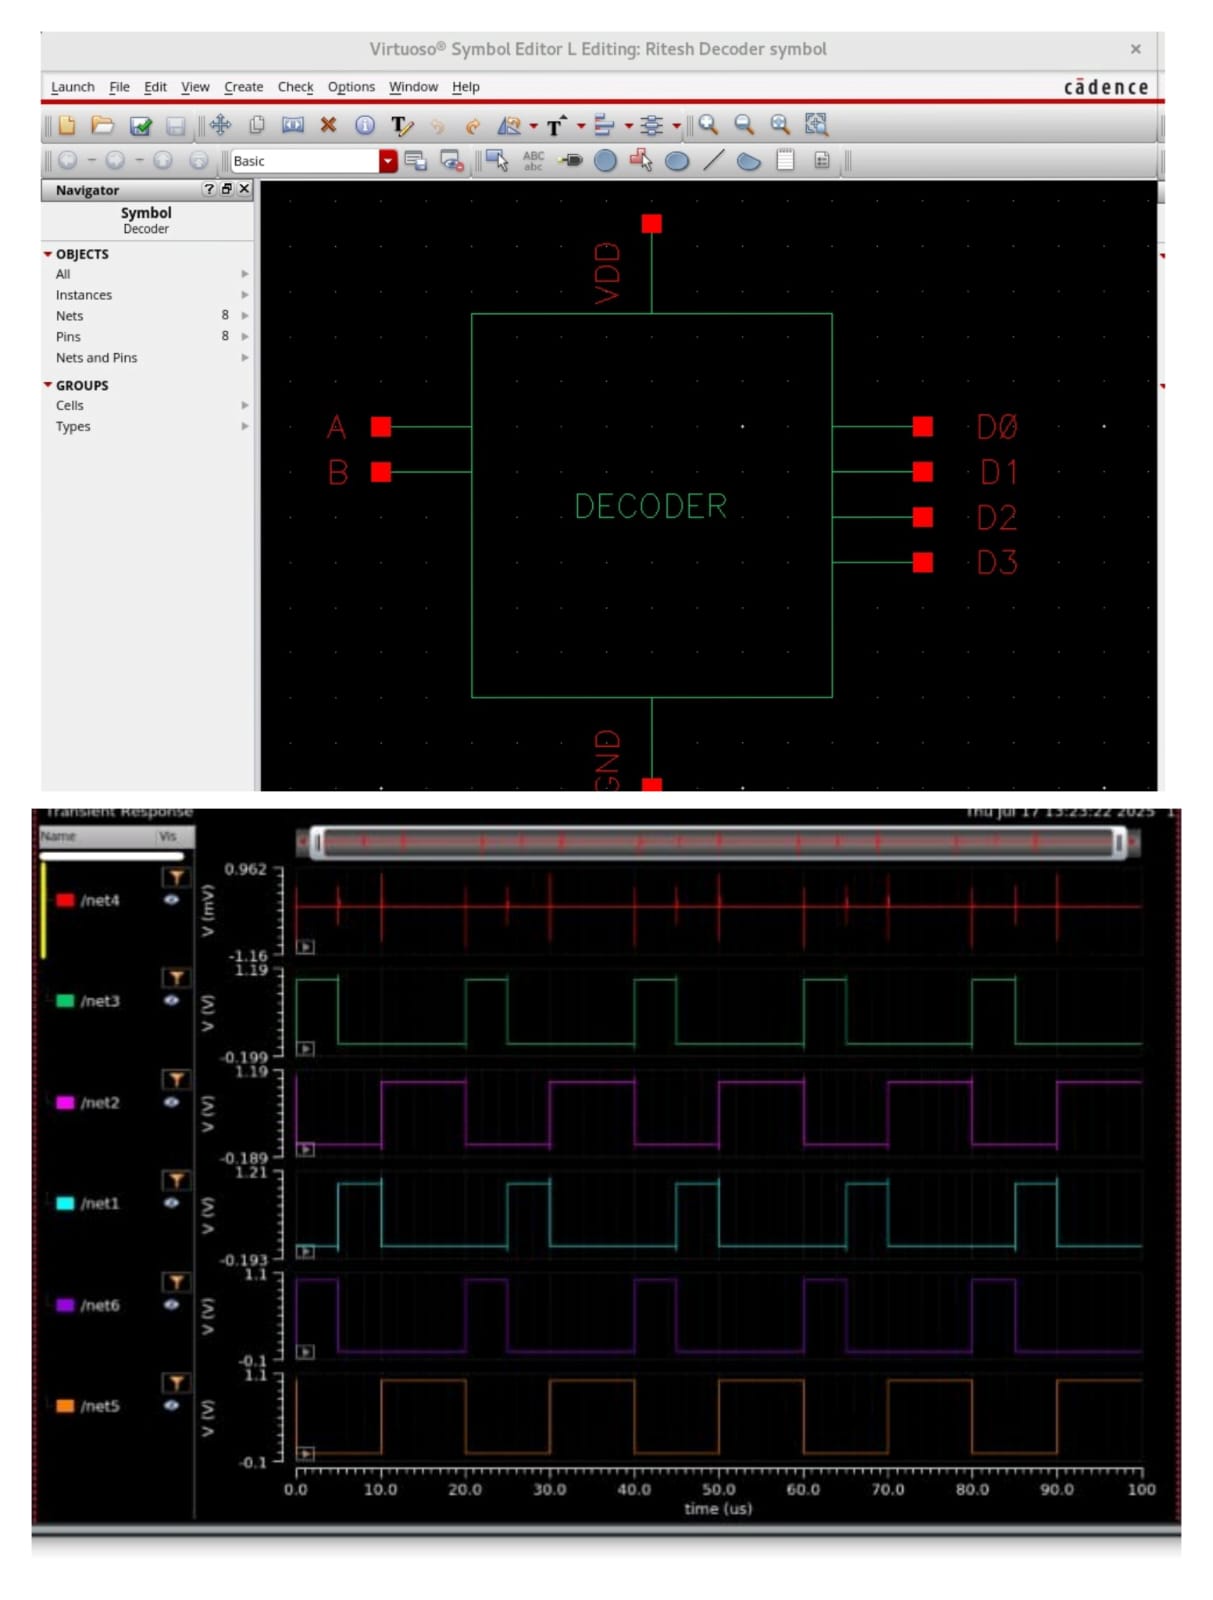 Virtuoso® Symbol Editor L Editing: Ritesh Decoder symbol
Launch File Edit View Create Check Options Window Help
cādence
Basic
ABC
abc
Navigator
Symbol
Decoder
OBJECTS
All
Instances
Nets 8
Pins 8
Nets and Pins
GROUPS
Cells
Types
VDD
A
B
DECODER
D0
D1
D2
D3
GND
Transient Response
Thu Jul 17 13:23:22 2025 1
Name Vis
/net4
0.962
V (mV)
-1.16
/net3
1.19
V (V)
-0.199
/net2
1.19
V (V)
-0.189
/net1
1.21
V (V)
-0.193
/net6
1.1
V (V)
-0.1
/net5
1.1
V (V)
-0.1
0.0 10.0 20.0 30.0 40.0 50.0 60.0 70.0 80.0 90.0 100
time (us)